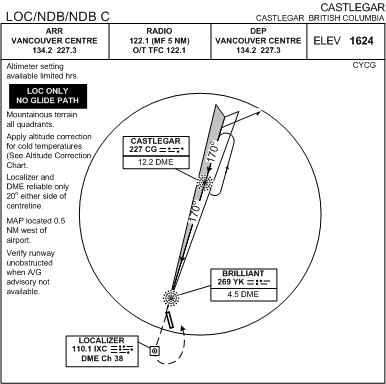 LOC/NDB/NDB C
CASTLEGAR
CASTLEGAR BRITISH COLUMBIA
ARR
VANCOUVER CENTRE
134.2 227.3
RADIO
122.1 (MF 5 NM)
O/T TFC 122.1
DEP
VANCOUVER CENTRE
134.2 227.3
ELEV 1624
CYCG
Altimeter setting
available limited hrs.
LOC ONLY
NO GLIDE PATH
Mountainous terrain
all quadrants.
Apply altitude correction
for cold temperatures
(See Altitude Correction
Chart.
Localizer and
DME reliable only
20° either side of
centreline.
MAP located 0.5
NM west of
airport.
Verify runway
unobstructed
when A/G
advisory not
available.
CASTLEGAR
227 CG
12.2 DME
170°
170°
BRILLIANT
269 YK
4.5 DME
LOCALIZER
110.1 IXC
DME Ch 38